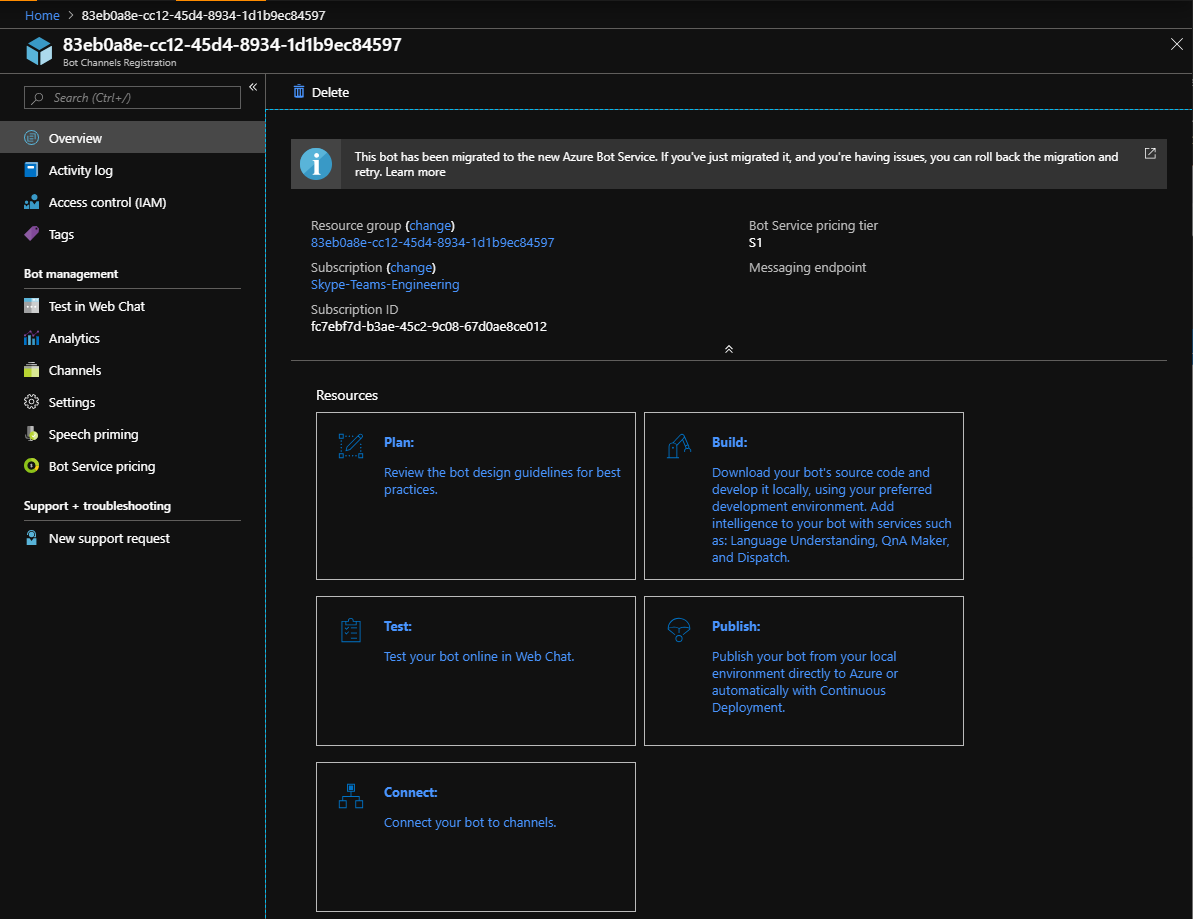 Home > 83eb0a8e-cc12-45d4-8934-1d1b9ec84597
83eb0a8e-cc12-45d4-8934-1d1b9ec84597
Bot Channels Registration
Search (Ctrl+/)
Overview
Activity log
Access control (IAM)
Tags
Bot management
Test in Web Chat
Analytics
Channels
Settings
Speech priming
Bot Service pricing
Support + troubleshooting
New support request
Delete
This bot has been migrated to the new Azure Bot Service. If you've just migrated it, and you're having issues, you can roll back the migration and
retry. Learn more
Resource group (change)
83eb0a8e-cc12-45d4-8934-1d1b9ec84597
Subscription (change)
Skype-Teams-Engineering
Subscription ID
fc7ebf7d-b3ae-45c2-9c08-67d0ae8ce012
Bot Service pricing tier
S1
Messaging endpoint
Resources
Plan:
Review the bot design guidelines for best
practices.
Build:
Download your bot's source code and
develop it locally, using your preferred
development environment. Add
intelligence to your bot with services such
as: Language Understanding, QnA Maker,
and Dispatch.
Test:
Test your bot online in Web Chat.
Publish:
Publish your bot from your local
environment directly to Azure or
automatically with Continuous
Deployment.
Connect:
Connect your bot to channels.